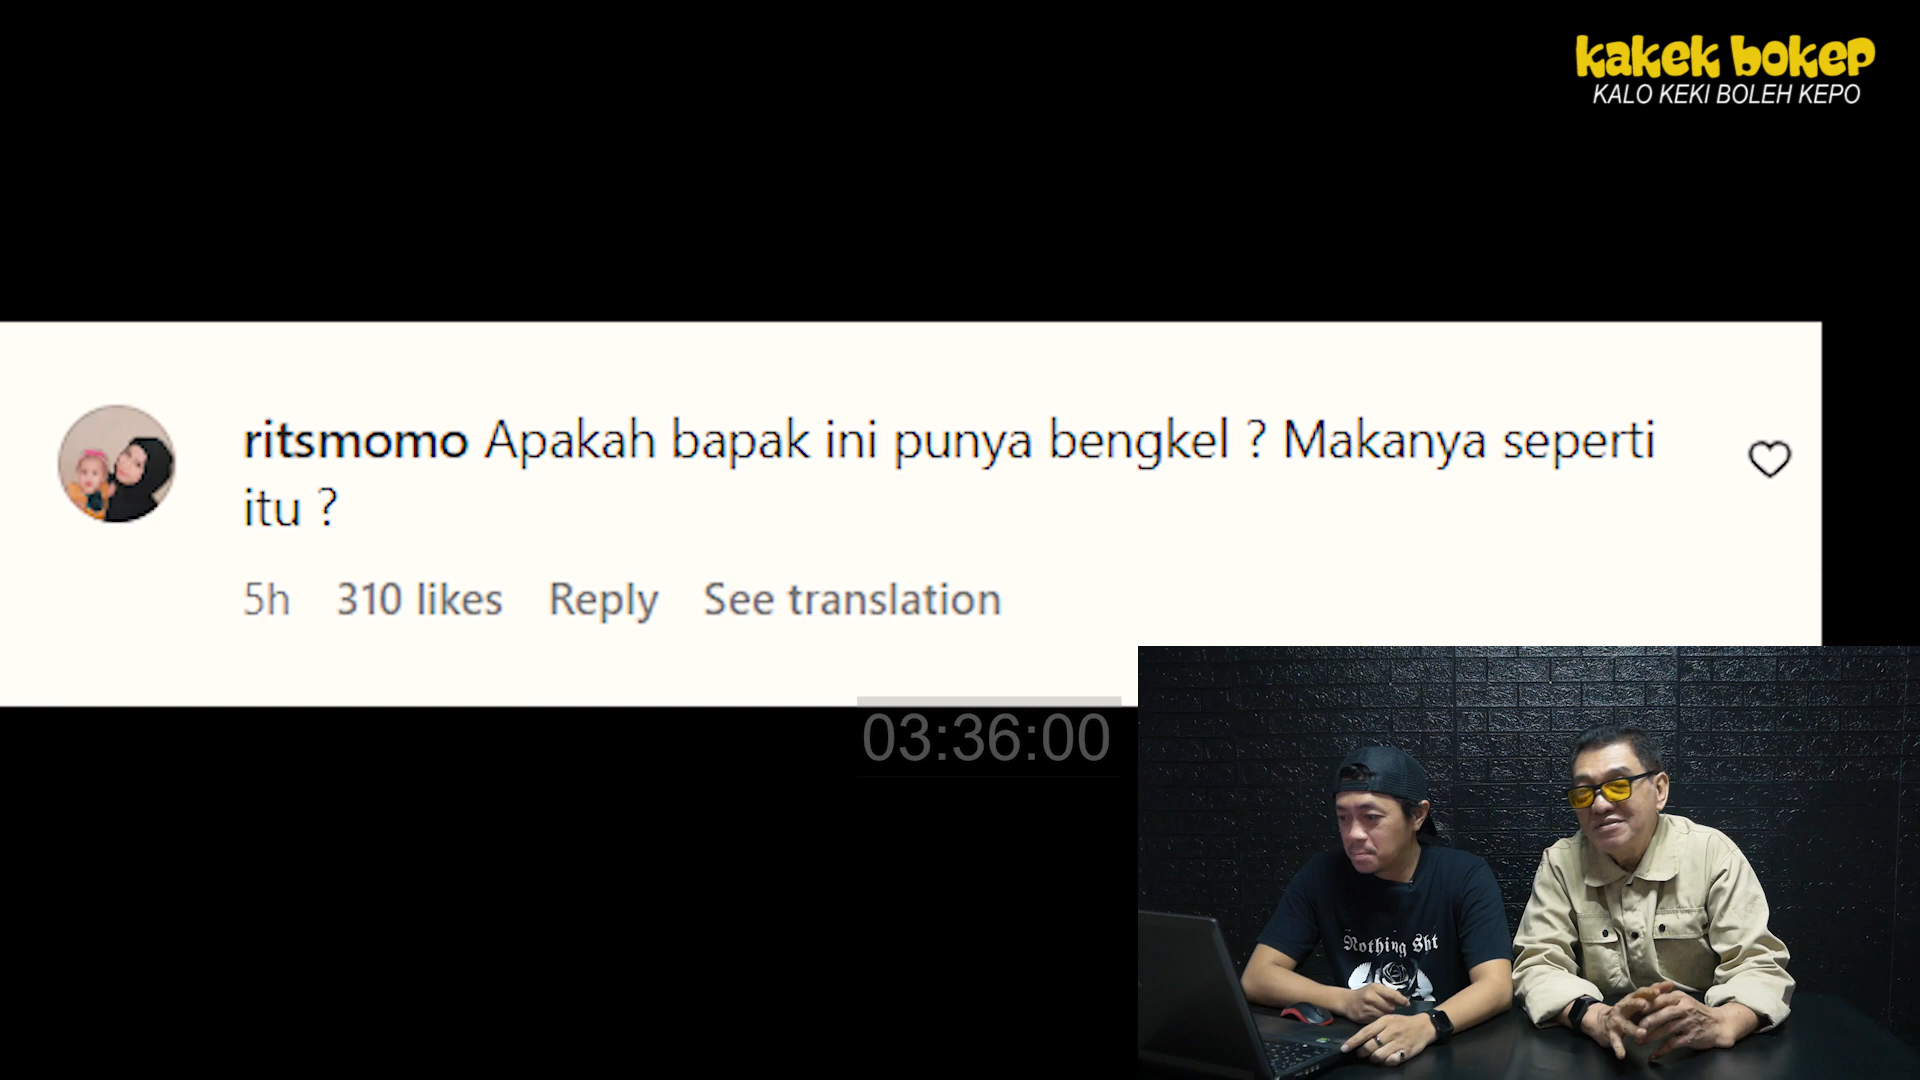 kakek bokep
KALO KEKI BOLEH KEPO
ritsmomo Apakah bapak ini punya bengkel ? Makanya seperti
itu ?
5h 310 likes Reply See translation
03:36:00
Nothing Sht